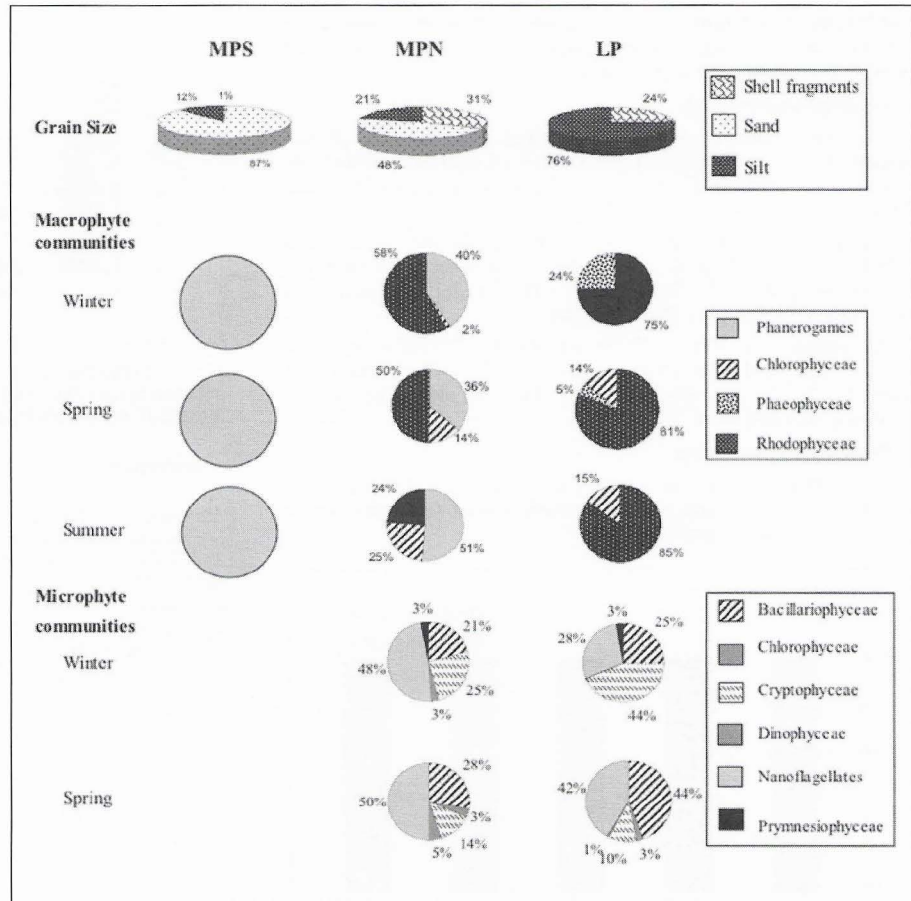 MPS MPN LP
12% 1% 21% 31% 24%
Grain Size
87% 48% 76%
Shell fragments
Sand
Silt
Macrophyte
communities
Winter
58% 40% 2%
24% 75%
Spring
50% 36% 14%
14% 5% 81%
Phanerogames
Chlorophyceae
Phaeophyceae
Rhodophyceae
Summer
24% 25% 51%
15% 85%
Microphyte
communities
Winter
3% 21% 48% 25% 3%
3% 25% 28% 44%
Spring
28% 50% 3% 5% 14%
42% 44% 1% 10% 3%
Bacillariophyceae
Chlorophyceae
Cryptophyceae
Dinophyceae
Nanoflagellates
Prymnesiophyceae